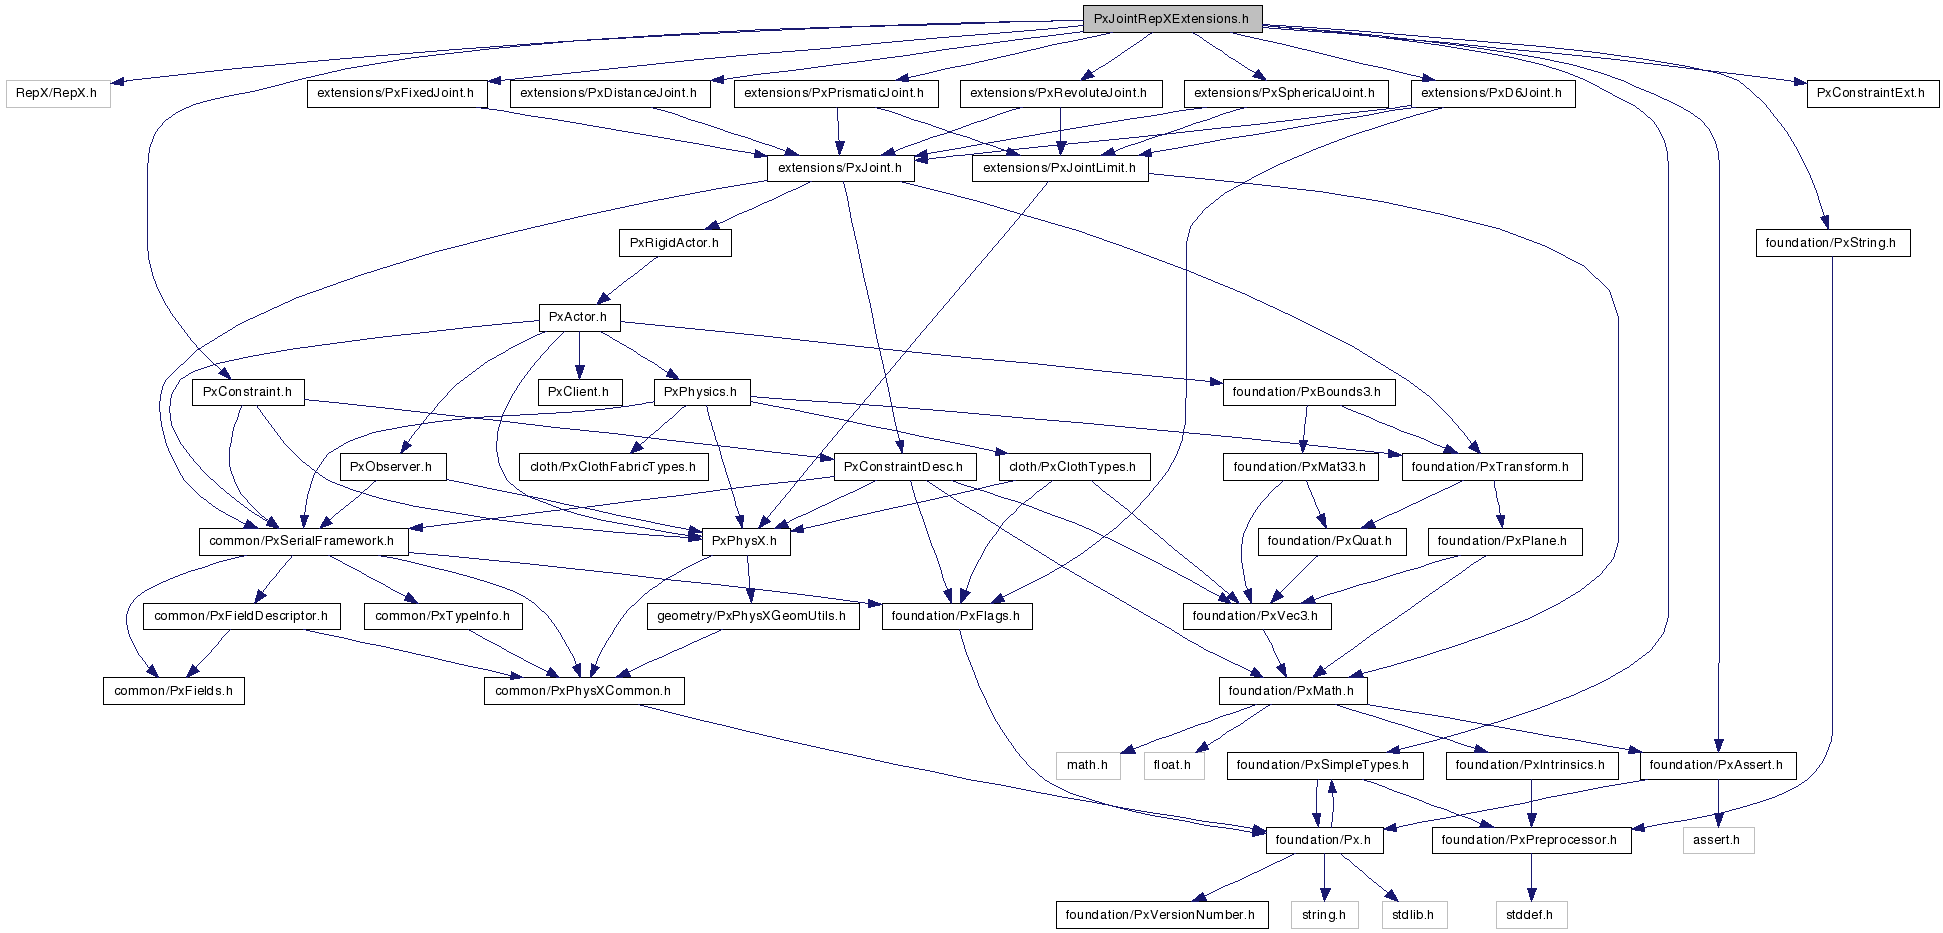 PxJointRepXExtensions.h
RepX/RepX.h
extensions/PxFixedJoint.h
extensions/PxDistanceJoint.h
extensions/PxPrismaticJoint.h
extensions/PxRevoluteJoint.h
extensions/PxSphericalJoint.h
extensions/PxD6Joint.h
PxConstraintExt.h
extensions/PxJoint.h
extensions/PxJointLimit.h
PxRigidActor.h
foundation/PxString.h
PxActor.h
PxConstraint.h
PxClient.h
PxPhysics.h
foundation/PxBounds3.h
PxObserver.h
cloth/PxClothFabricTypes.h
PxConstraintDesc.h
cloth/PxClothTypes.h
foundation/PxMat33.h
foundation/PxTransform.h
common/PxSerialFramework.h
PxPhysX.h
foundation/PxQuat.h
foundation/PxPlane.h
common/PxFieldDescriptor.h
common/PxTypeInfo.h
geometry/PxPhysXGeomUtils.h
foundation/PxFlags.h
foundation/PxVec3.h
common/PxFields.h
common/PxPhysXCommon.h
foundation/PxMath.h
math.h
float.h
foundation/PxSimpleTypes.h
foundation/PxIntrinsics.h
foundation/PxAssert.h
foundation/Px.h
foundation/PxPreprocessor.h
assert.h
foundation/PxVersionNumber.h
string.h
stdlib.h
stddef.h